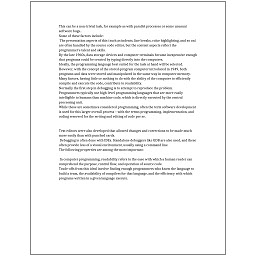 This can be a non-trivial task, for example as with parallel processes or some unusual
software bugs.
Some of these factors include:
The presentation aspects of this (such as indents, line breaks, color highlighting, and so on)
are often handled by the source code editor, but the content aspects reflect the
programmer's talent and skills.
By the late 1960s, data storage devices and computer terminals became inexpensive enough
that programs could be created by typing directly into the computers.
Ideally, the programming language best suited for the task at hand will be selected.
However, with the concept of the stored-program computer introduced in 1949, both
programs and data were stored and manipulated in the same way in computer memory.
Many factors, having little or nothing to do with the ability of the computer to efficiently
compile and execute the code, contribute to readability.
Normally the first step in debugging is to attempt to reproduce the problem.
Programmers typically use high-level programming languages that are more easily
intelligible to humans than machine code, which is directly executed by the central
processing unit.
While these are sometimes considered programming, often the term software development
is used for this larger overall process – with the terms programming, implementation, and
coding reserved for the writing and editing of code per se.
Text editors were also developed that allowed changes and corrections to be made much
more easily than with punched cards.
Debugging is often done with IDEs. Standalone debuggers like GDB are also used, and these
often provide less of a visual environment, usually using a command line.
The following properties are among the most important:
In computer programming, readability refers to the ease with which a human reader can
comprehend the purpose, control flow, and operation of source code.
Trade-offs from this ideal involve finding enough programmers who know the language to
build a team, the availability of compilers for that language, and the efficiency with which
programs written in a given language execute.